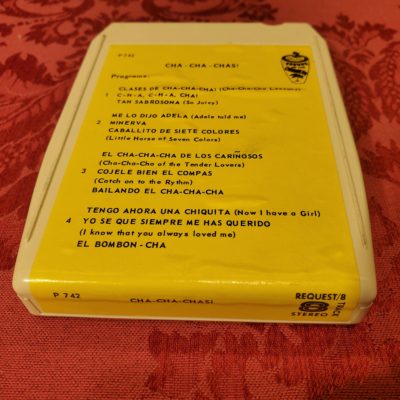 P 742
CHA - CHA - CHAS!
Programs:
CLASES DE CHA-CHA-CHA! (Cha-Cha-Cha Lessons)
1 C-H-A, C-H-A, CHA!
TAN SABROSONA (So Juicy)
ME LO DIJO ADELA (Adele told me)
2 MINERVA
CABALLITO DE SIETE COLORES
(Little Horse of Seven Colors)
EL CHA-CHA-CHA DE LOS CARIÑOSOS
(Cha-Cha-Cha of the Tender Lovers)
3 COJELE BIEN EL COMPAS
(Catch on to the Rythm)
BAILANDO EL CHA-CHA-CHA
TENGO AHORA UNA CHIQUITA (Now I have a Girl)
4 YO SE QUE SIEMPRE ME HAS QUERIDO
(I know that you always loved me)
EL BOMBON - CHA
P 742
CHA-CHA-CHAS!
REQUEST/8
8 TRACK
STEREO